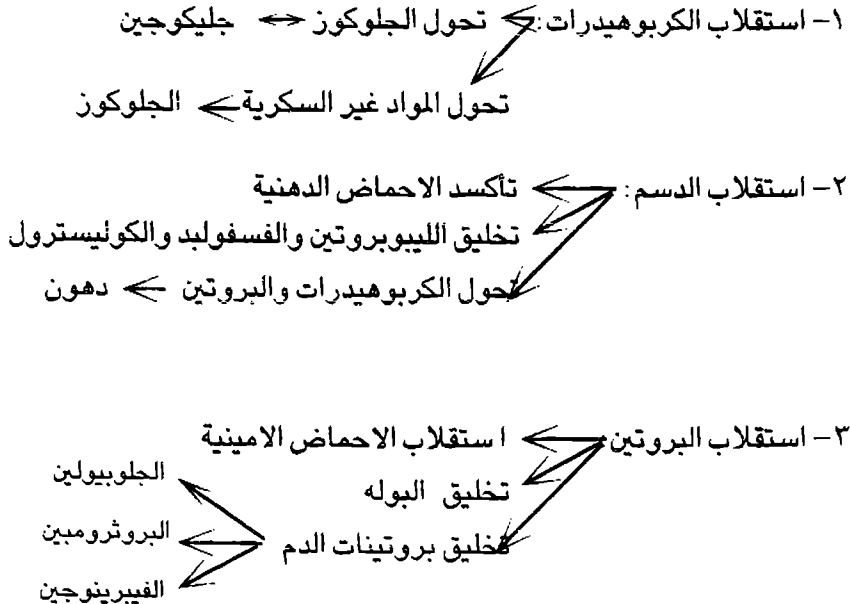 ١- استقلاب الكربوهيدرات: تحول الجلوكوز ↔ جليكوجين
تحول المواد غير السكرية ← الجلوكوز
٢- استقلاب الدسم: تأكسد الاحماض الدهنية
تخليق الليبوبروتين والفسفولبد والكوليسترول
تحول الكربوهيدرات والبروتين ← دهون
٣- استقلاب البروتين ا ستقلاب الاحماض الامينية
تخليق البوله
تخليق بروتينات الدم
الجلوبيولين
البروثرومبين
الفيبرينوجين